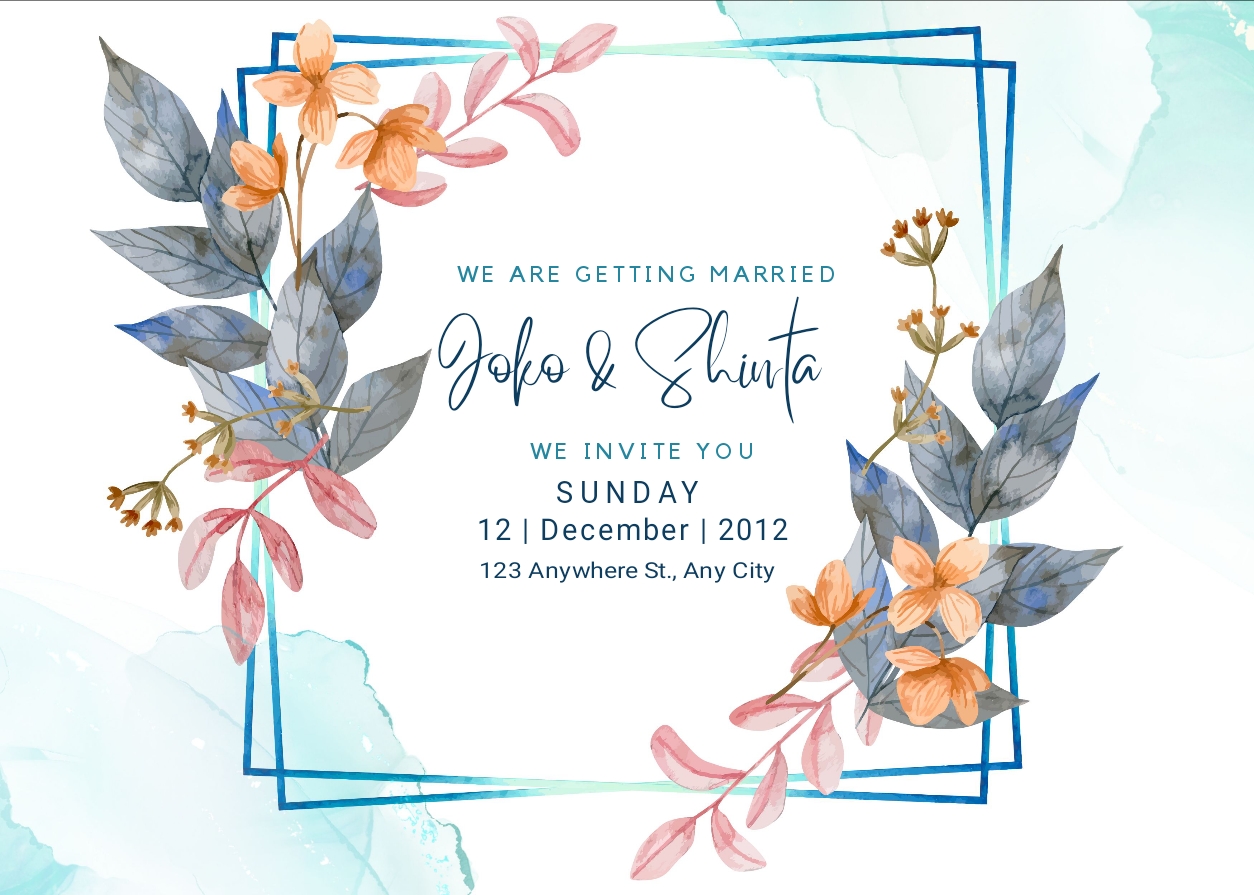 WE ARE GETTING MARRIED
Joko & Shinta
WE INVITE YOU
SUNDAY
12 | December | 2012
123 Anywhere St., Any City